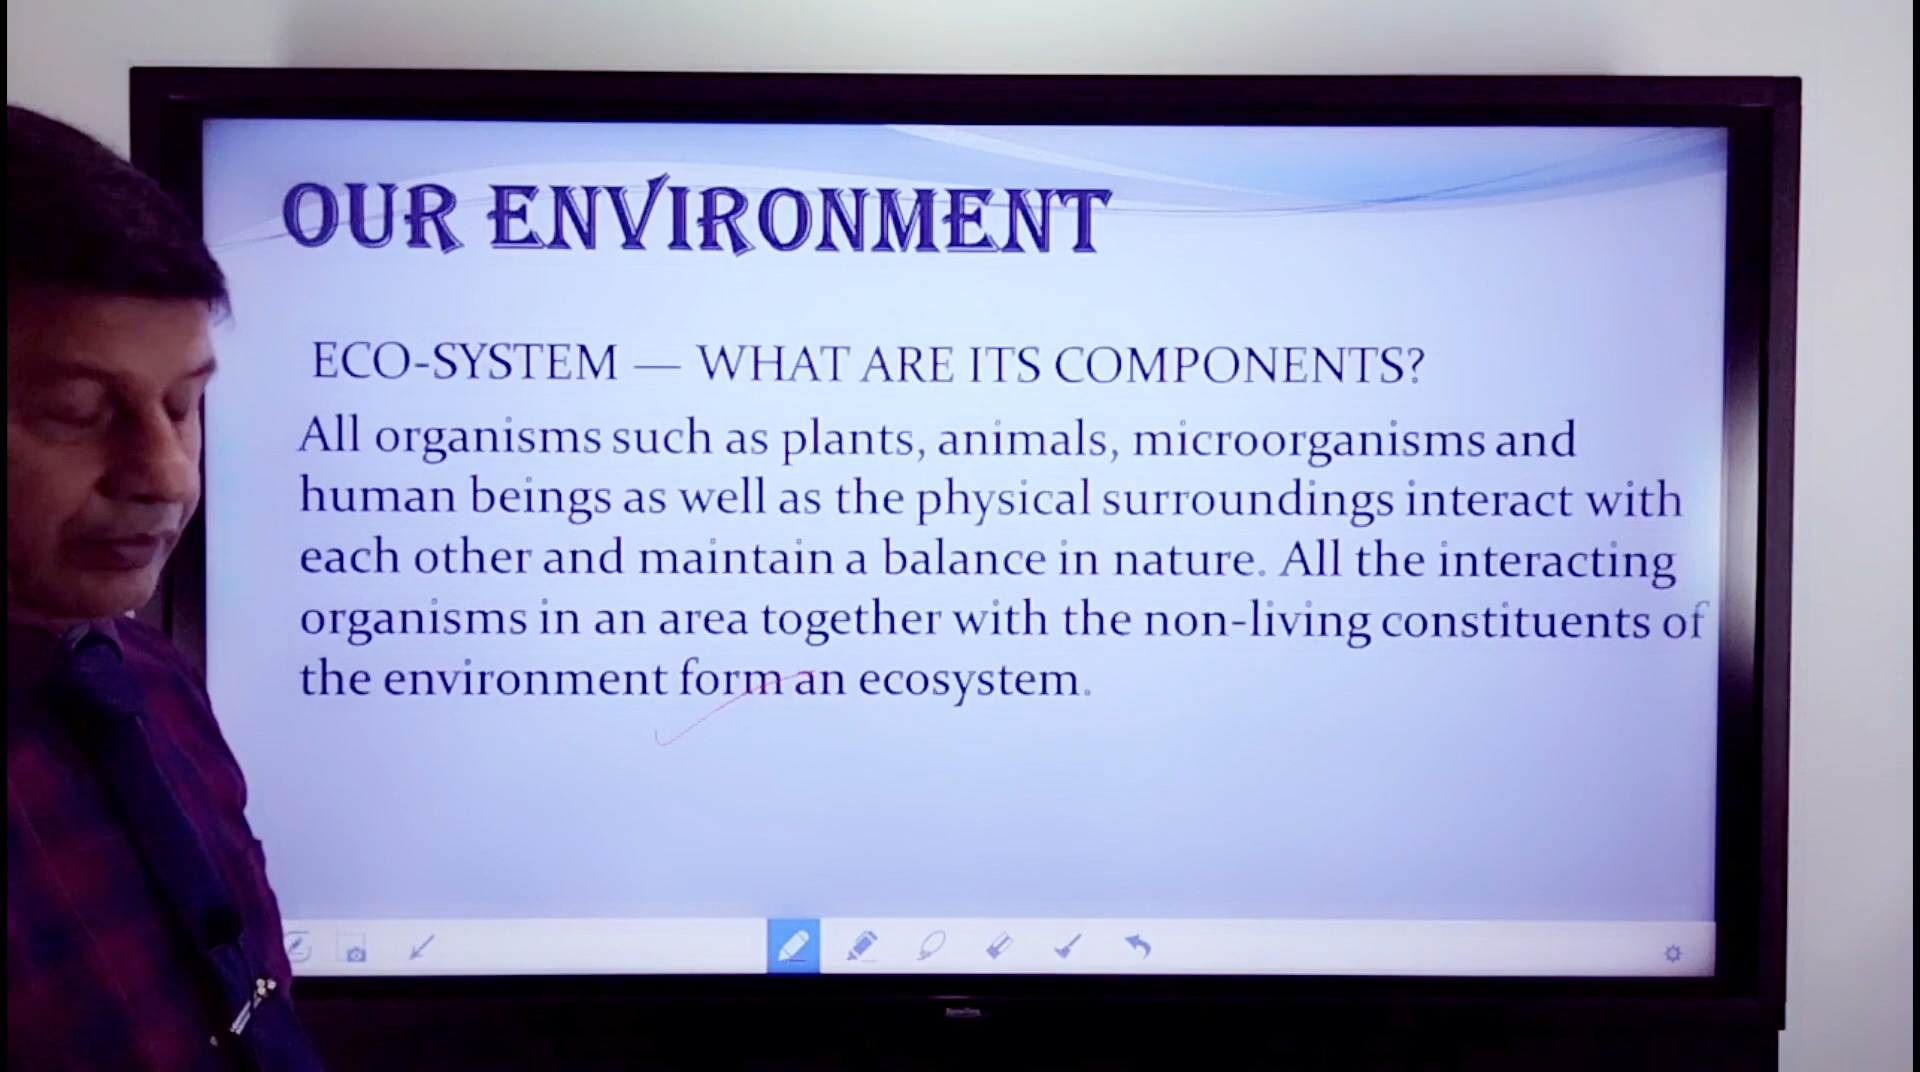 OUR ENVIRONMENT
ECO-SYSTEM — WHAT ARE ITS COMPONENTS?
All organisms such as plants, animals, microorganisms and
human beings as well as the physical surroundings interact with
each other and maintain a balance in nature. All the interacting
organisms in an area together with the non-living constituents of
the environment form an ecosystem.